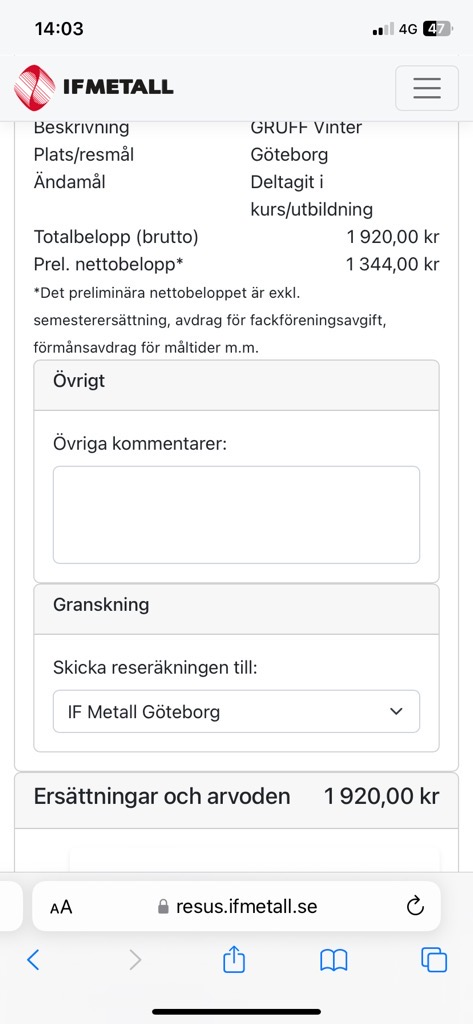 14:03
4G 47
IFMETALL
Beskrivning GRUFF Vinter
Plats/resmål Göteborg
Ändamål Deltagit i
kurs/utbildning
Totalbelopp (brutto) 1 920,00 kr
Prel. nettobelopp* 1 344,00 kr
*Det preliminära nettobeloppet är exkl.
semesterersättning, avdrag för fackföreningsavgift,
förmånsavdrag för måltider m.m.
Övrigt
Övriga kommentarer:
Granskning
Skicka reseräkningen till:
IF Metall Göteborg
Ersättningar och arvoden 1 920,00 kr
AA resus.ifmetall.se